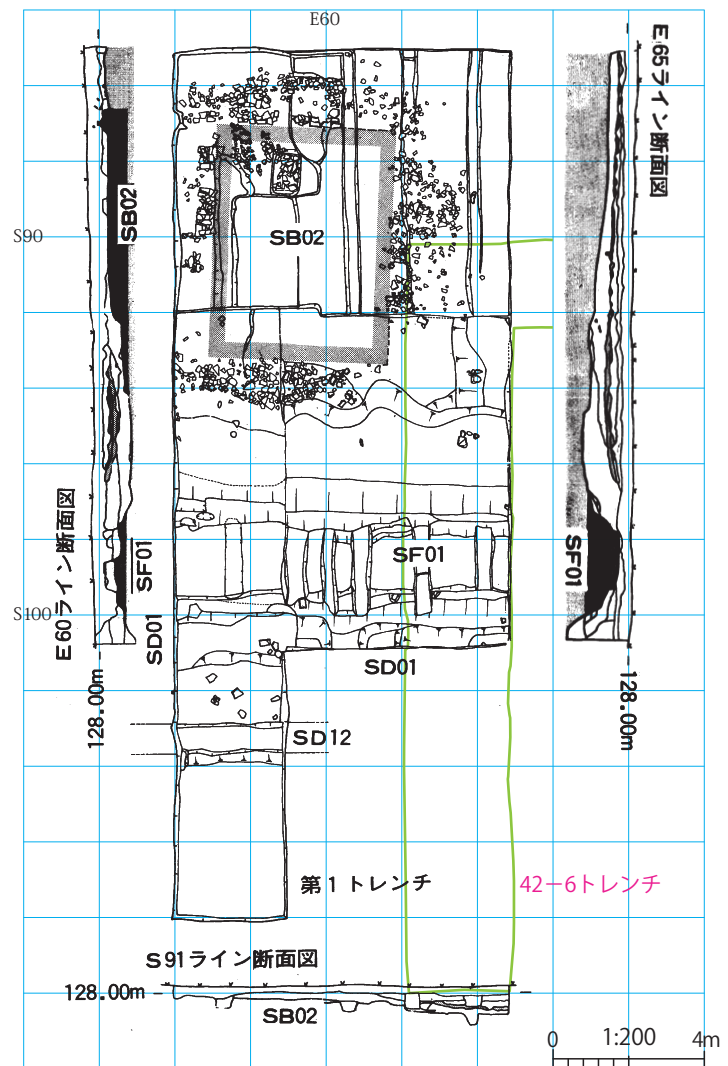 E60
E 65ライン断面図
SB02
S90
SB02
E 60ライン断面図
SF01
SF01
SF01
S100
SD01
SD01
128.00m
128.00m
SD12
第1トレンチ
42-6トレンチ
S91ライン断面図
128.00m
SB02
0 1:200 4m